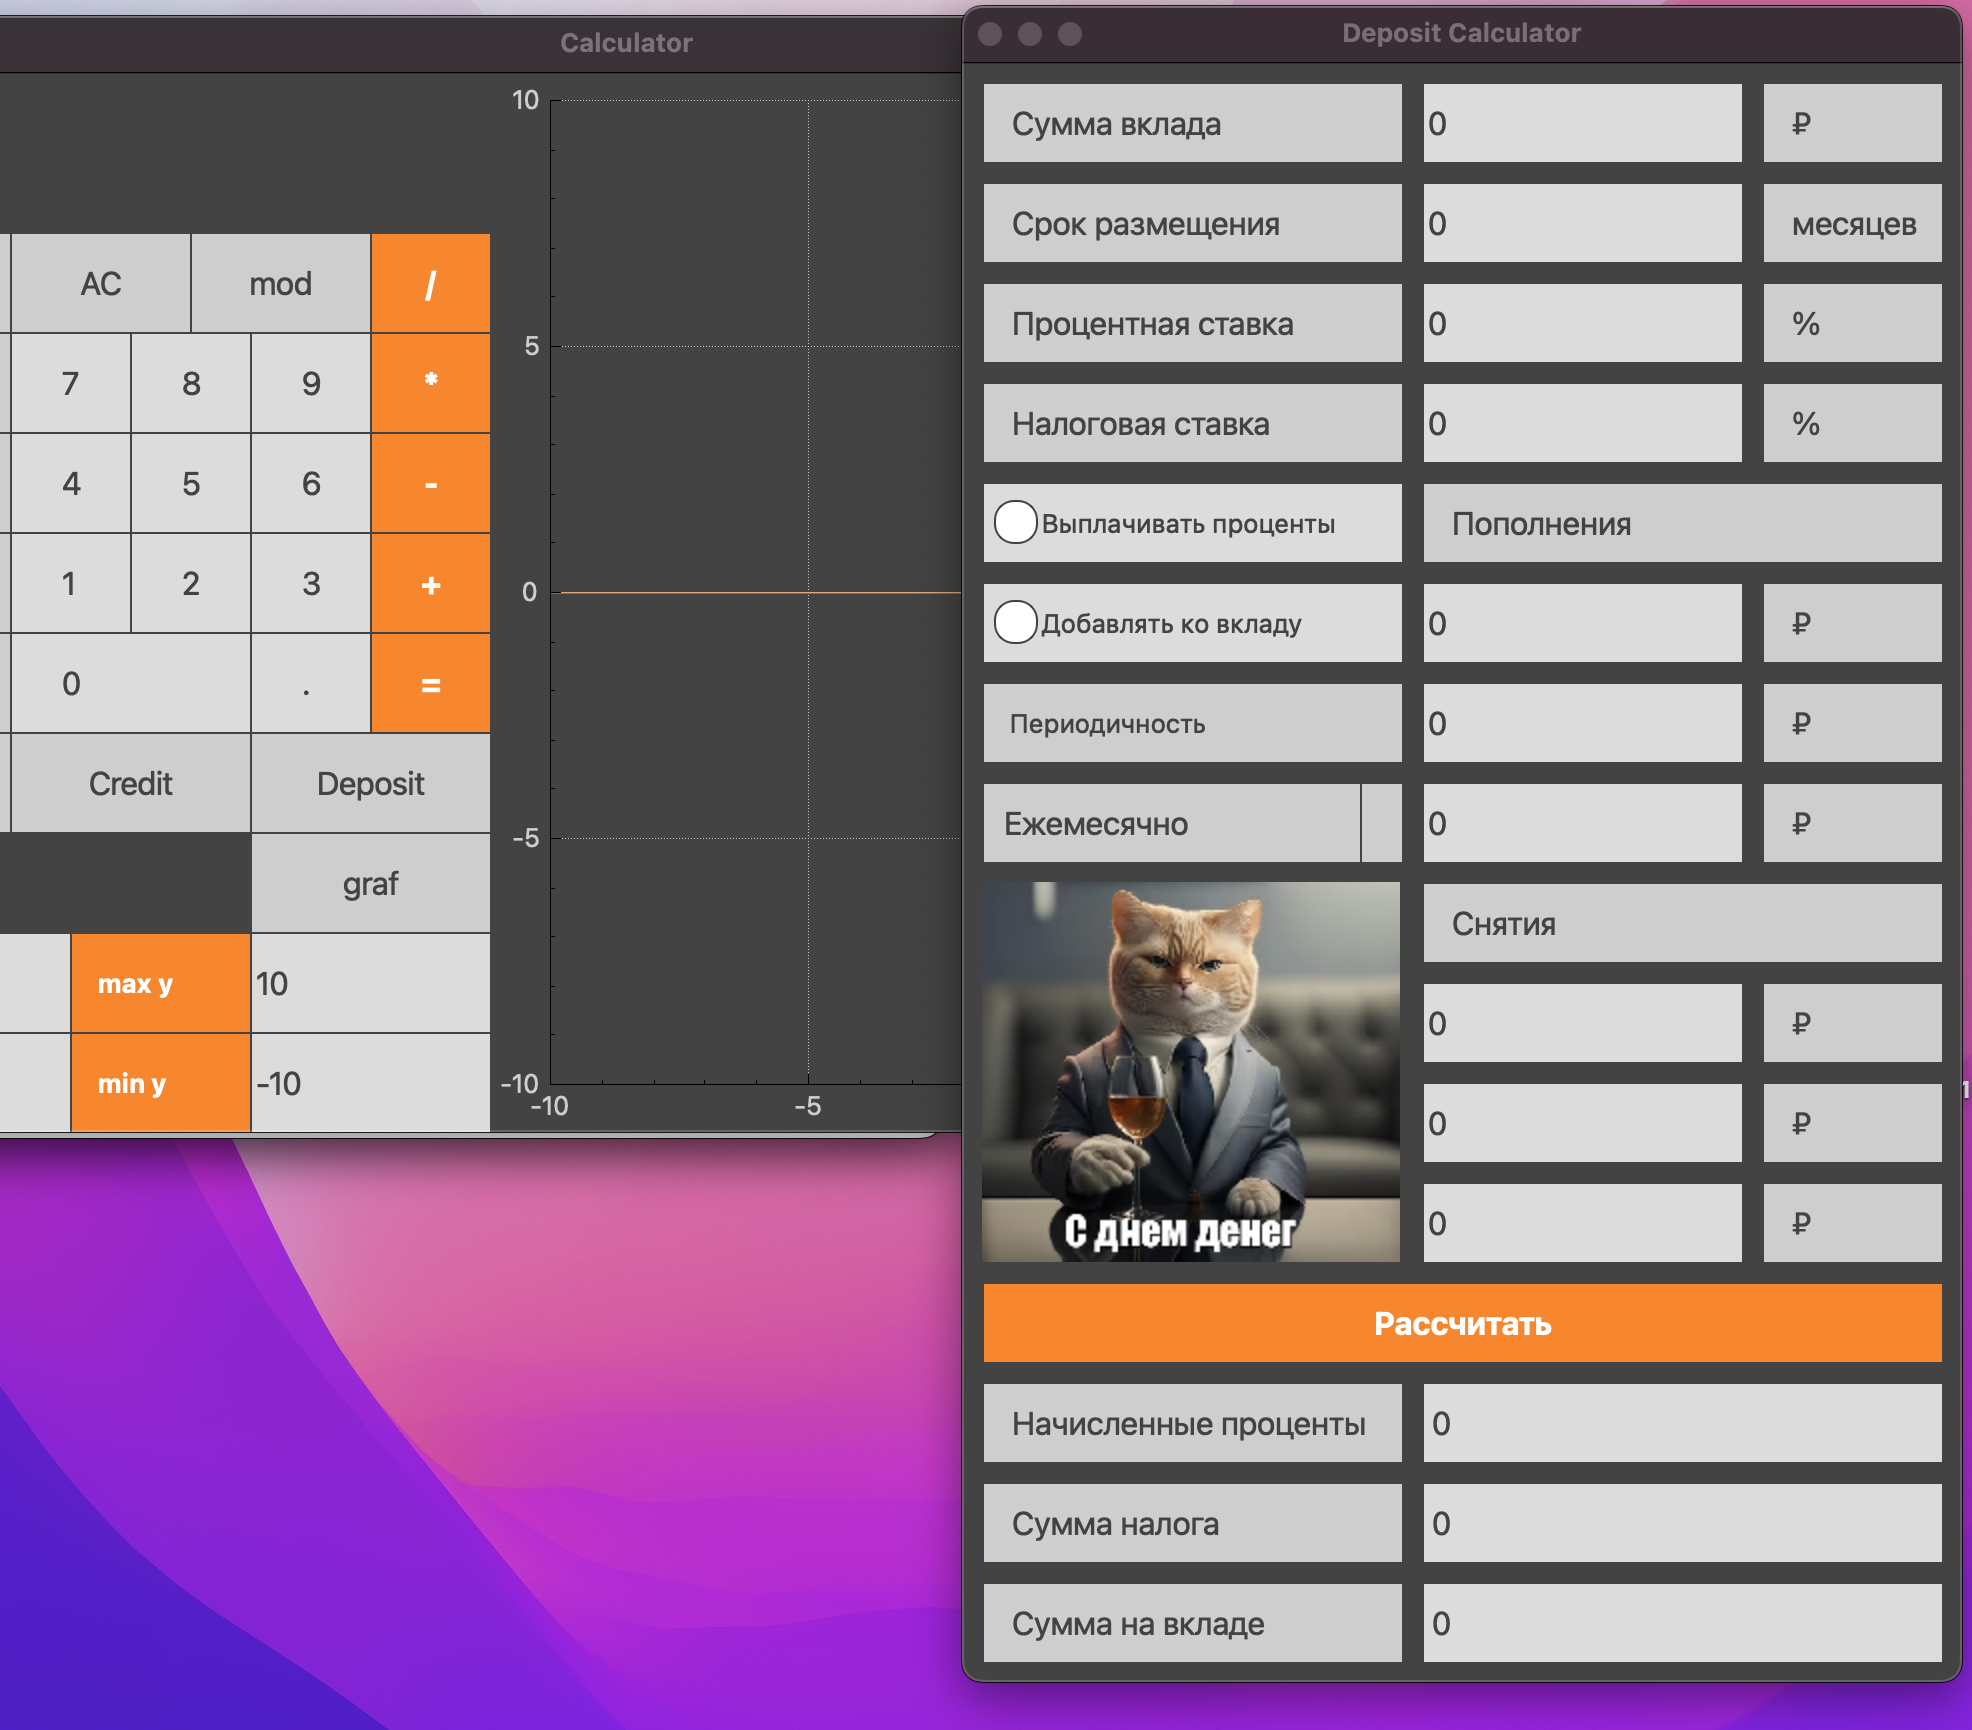 Calculator
AC
mod
/
7
8
9
*
4
5
6
-
1
2
3
+
0
.
=
Credit
Deposit
graf
max y
10
min y
-10
10
5
0
-5
-10
-10
-5
Deposit Calculator
Сумма вклада
0
₽
Срок размещения
0
месяцев
Процентная ставка
0
%
Налоговая ставка
0
%
Выплачивать проценты
Пополнения
Добавлять ко вкладу
0
₽
Периодичность
0
₽
Ежемесячно
0
₽
Снятия
0
₽
0
₽
0
₽
С днем денег
Рассчитать
Начисленные проценты
0
Сумма налога
0
Сумма на вкладе
0